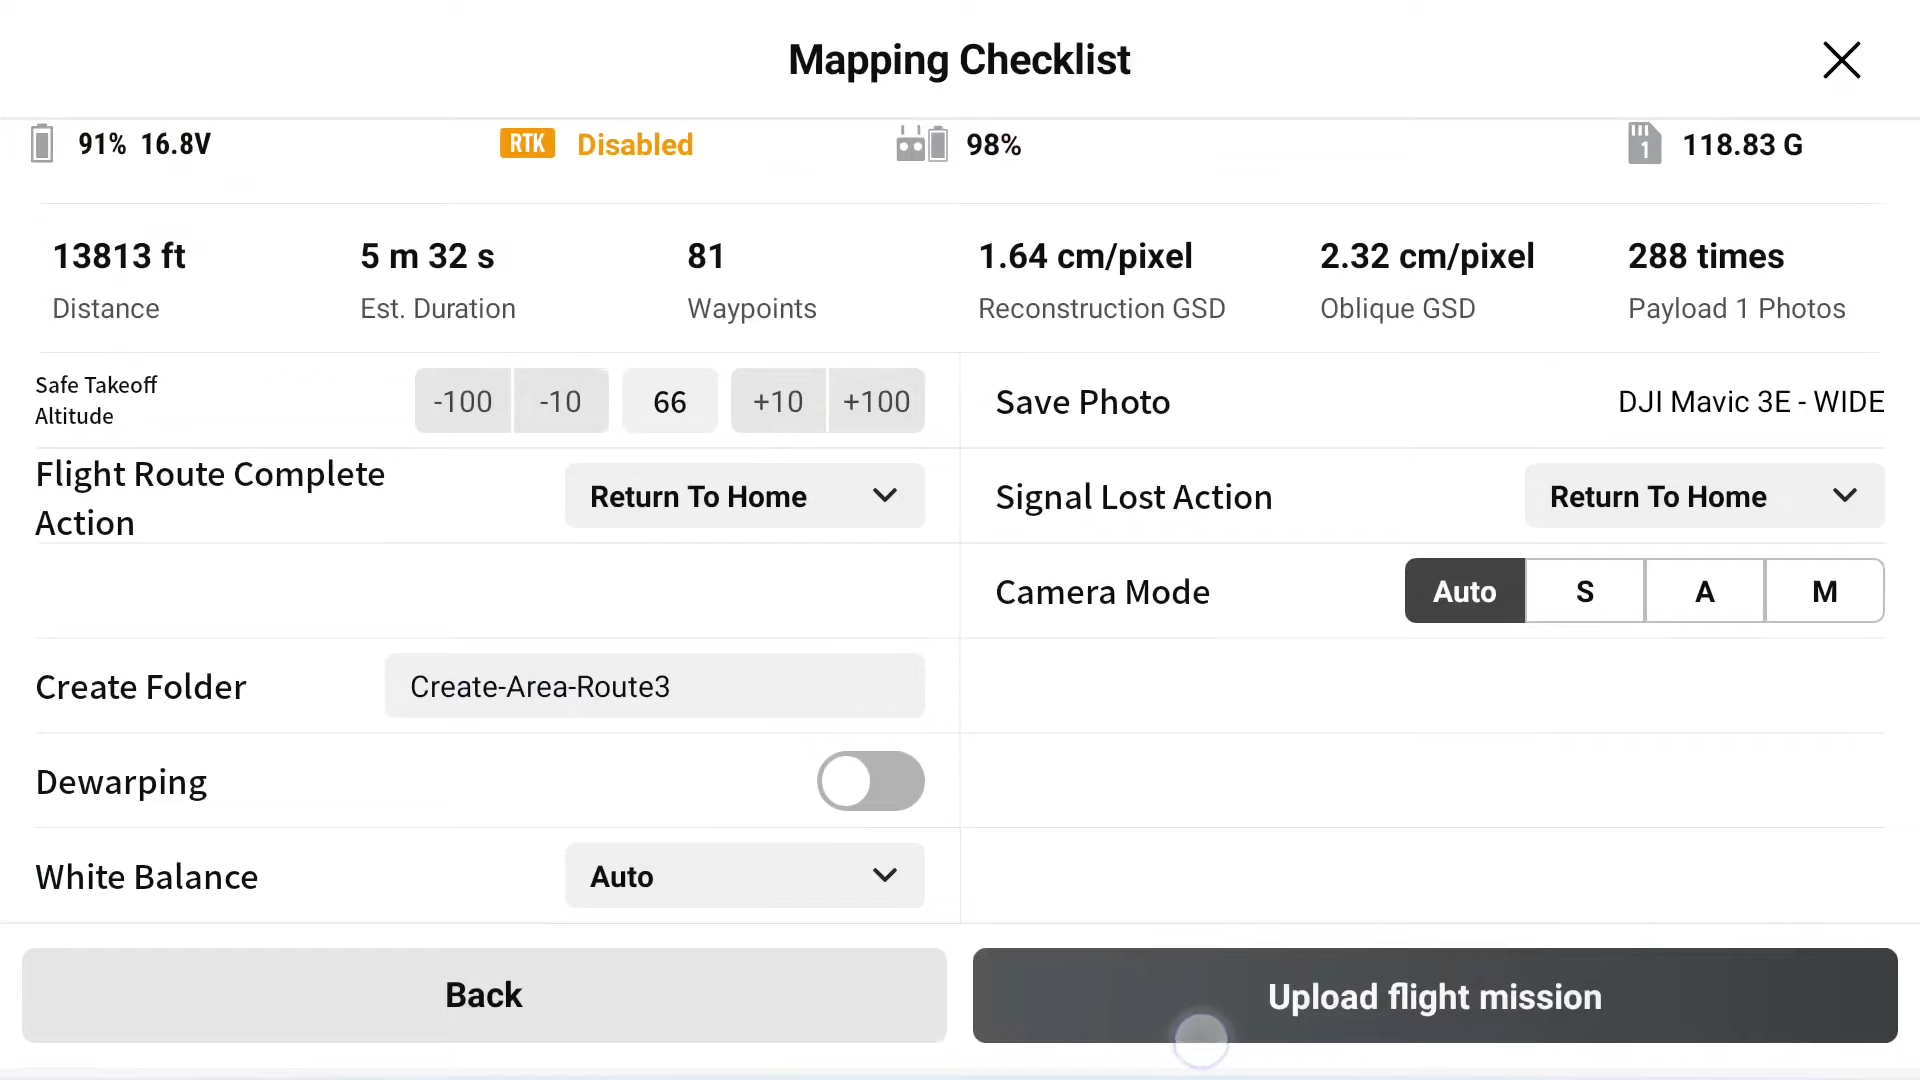 Mapping Checklist
91% 16.8V
RTK Disabled
98%
1 118.83 G
13813 ft
Distance
5 m 32 s
Est. Duration
81
Waypoints
1.64 cm/pixel
Reconstruction GSD
2.32 cm/pixel
Oblique GSD
288 times
Payload 1 Photos
Safe Takeoff
Altitude
-100 -10 66 +10 +100
Save Photo DJI Mavic 3E - WIDE
Flight Route Complete
Action
Return To Home
Signal Lost Action Return To Home
Camera Mode Auto S A M
Create Folder Create-Area-Route3
Dewarping
White Balance Auto
Back
Upload flight mission